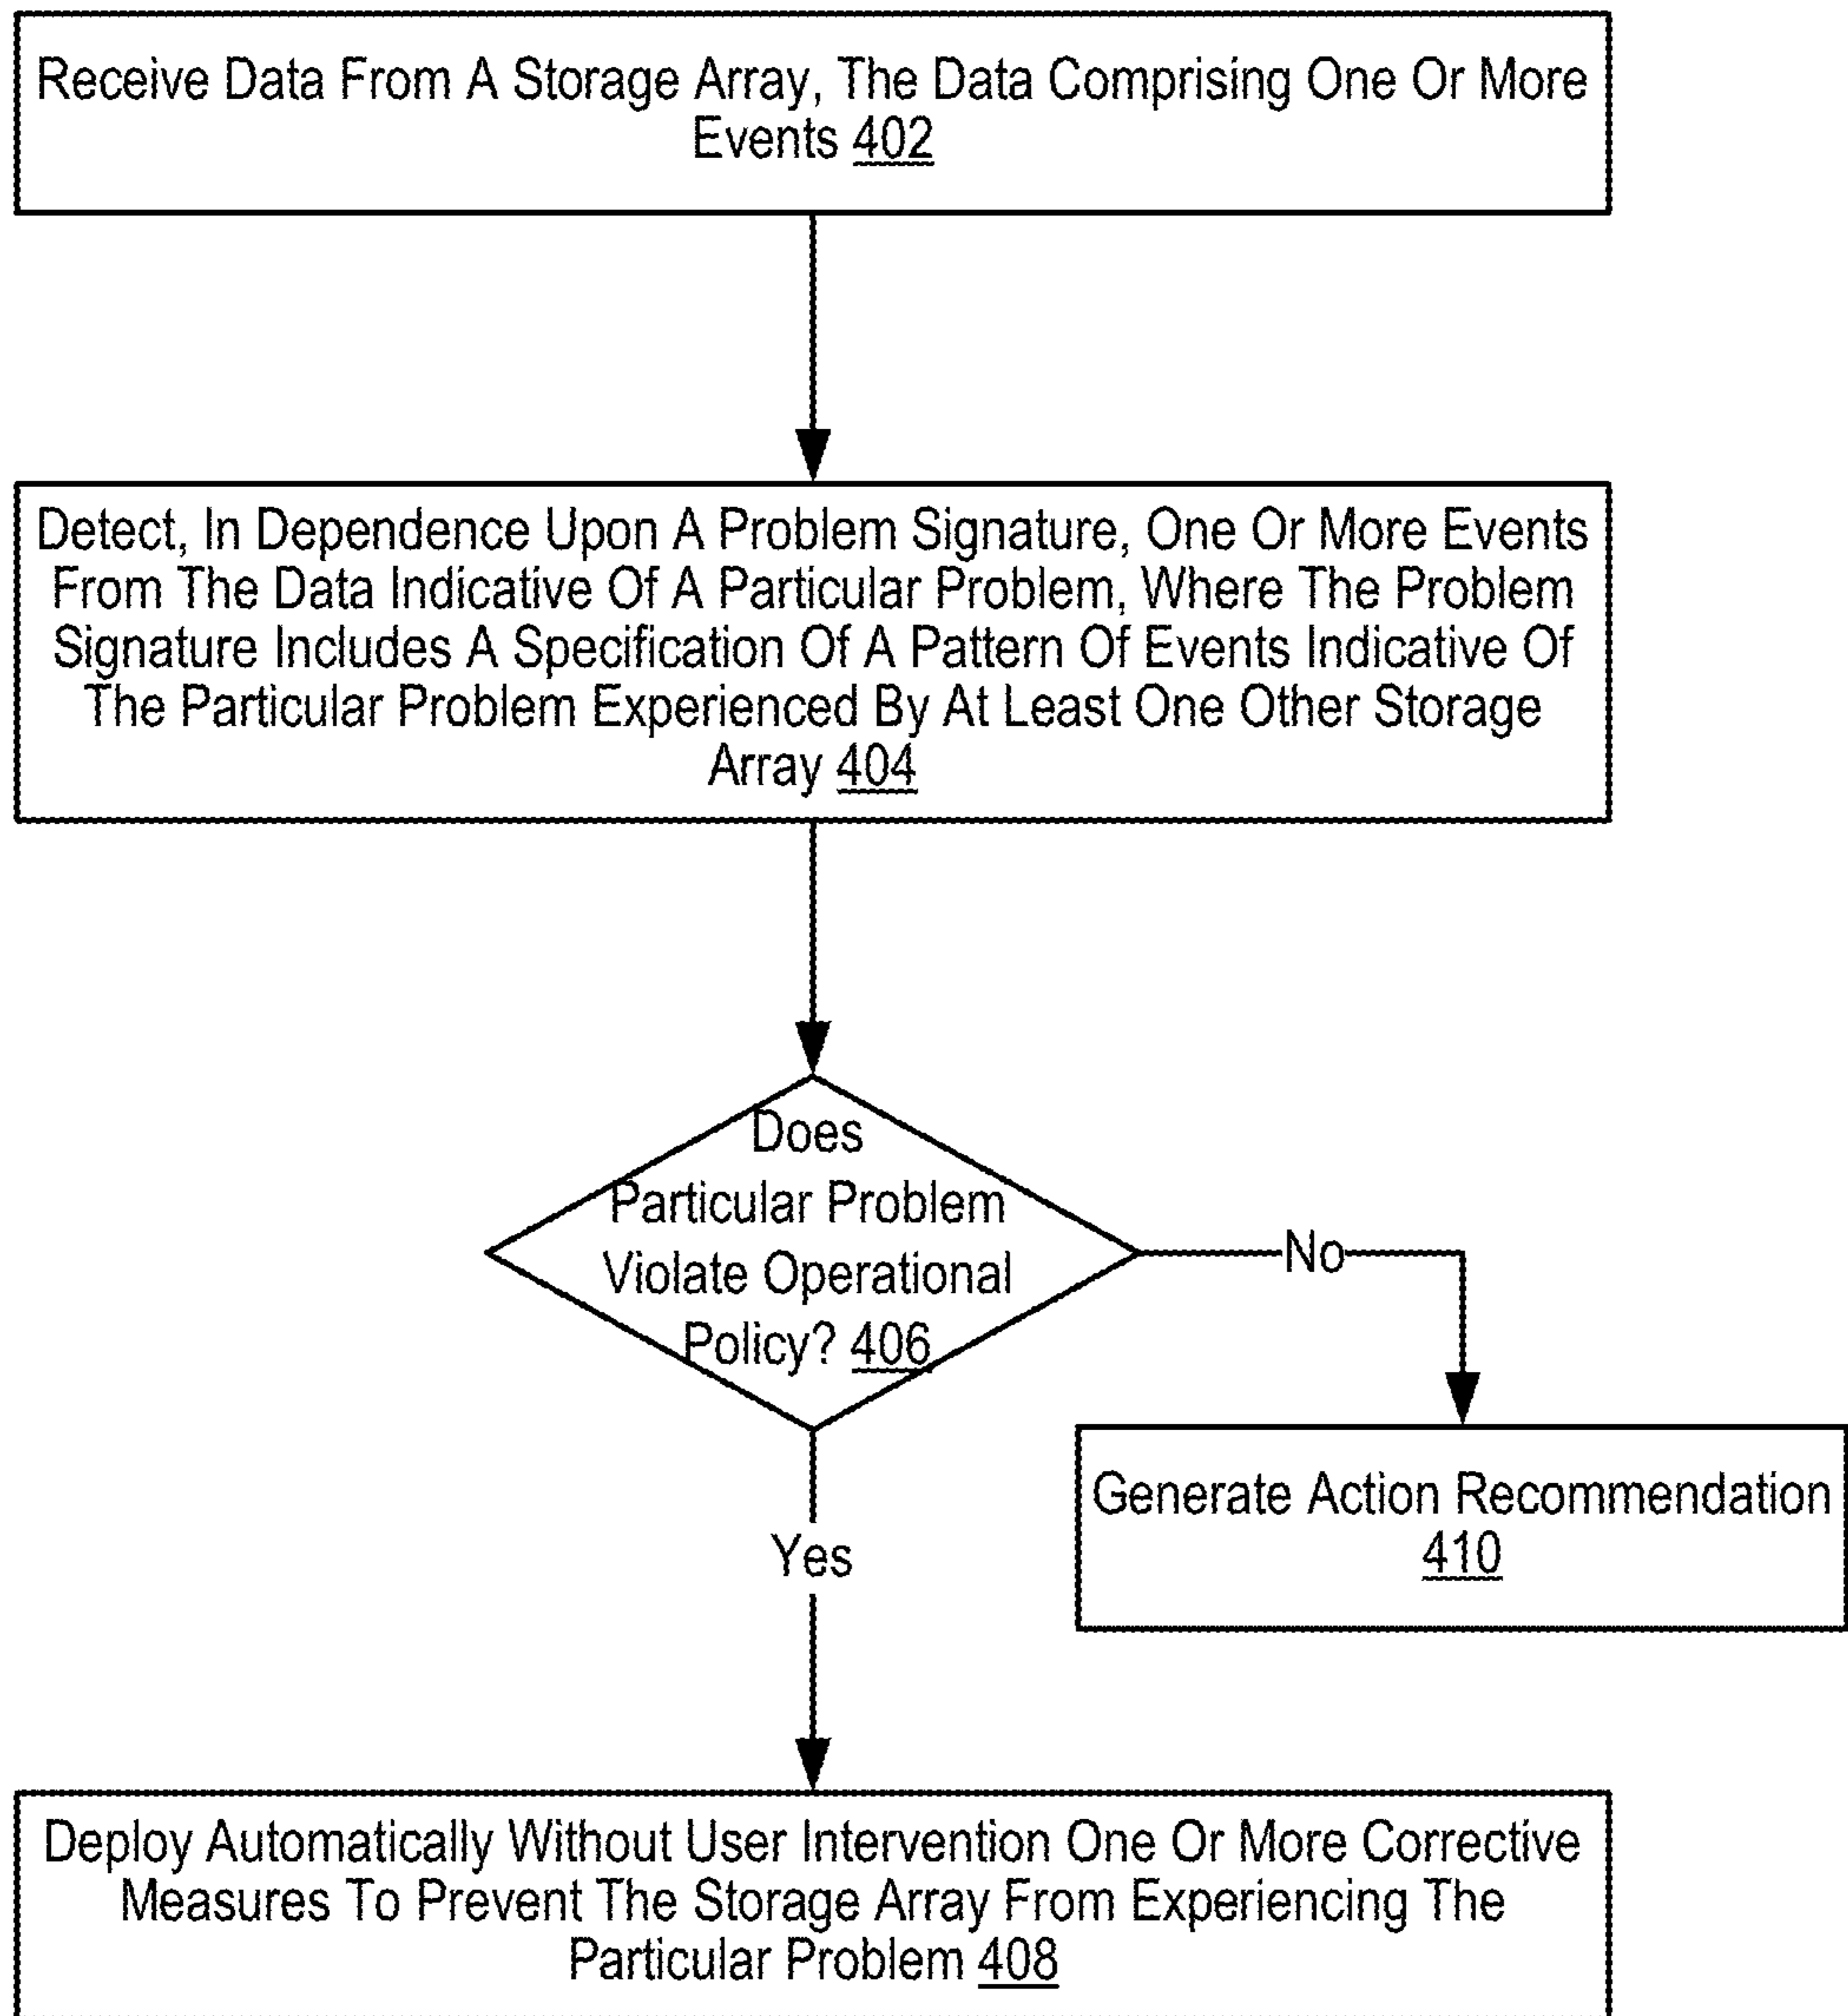 Receive Data From A Storage Array, The Data Comprising One Or More
Events 402
Detect, In Dependence Upon A Problem Signature, One Or More Events
From The Data Indicative Of A Particular Problem, Where The Problem
Signature Includes A Specification Of A Pattern Of Events Indicative Of
The Particular Problem Experienced By At Least One Other Storage
Array 404
Does
Particular Problem
Violate Operational
Policy? 406
No
Generate Action Recommendation
410
Yes
Deploy Automatically Without User Intervention One Or More Corrective
Measures To Prevent The Storage Array From Experiencing The
Particular Problem 408